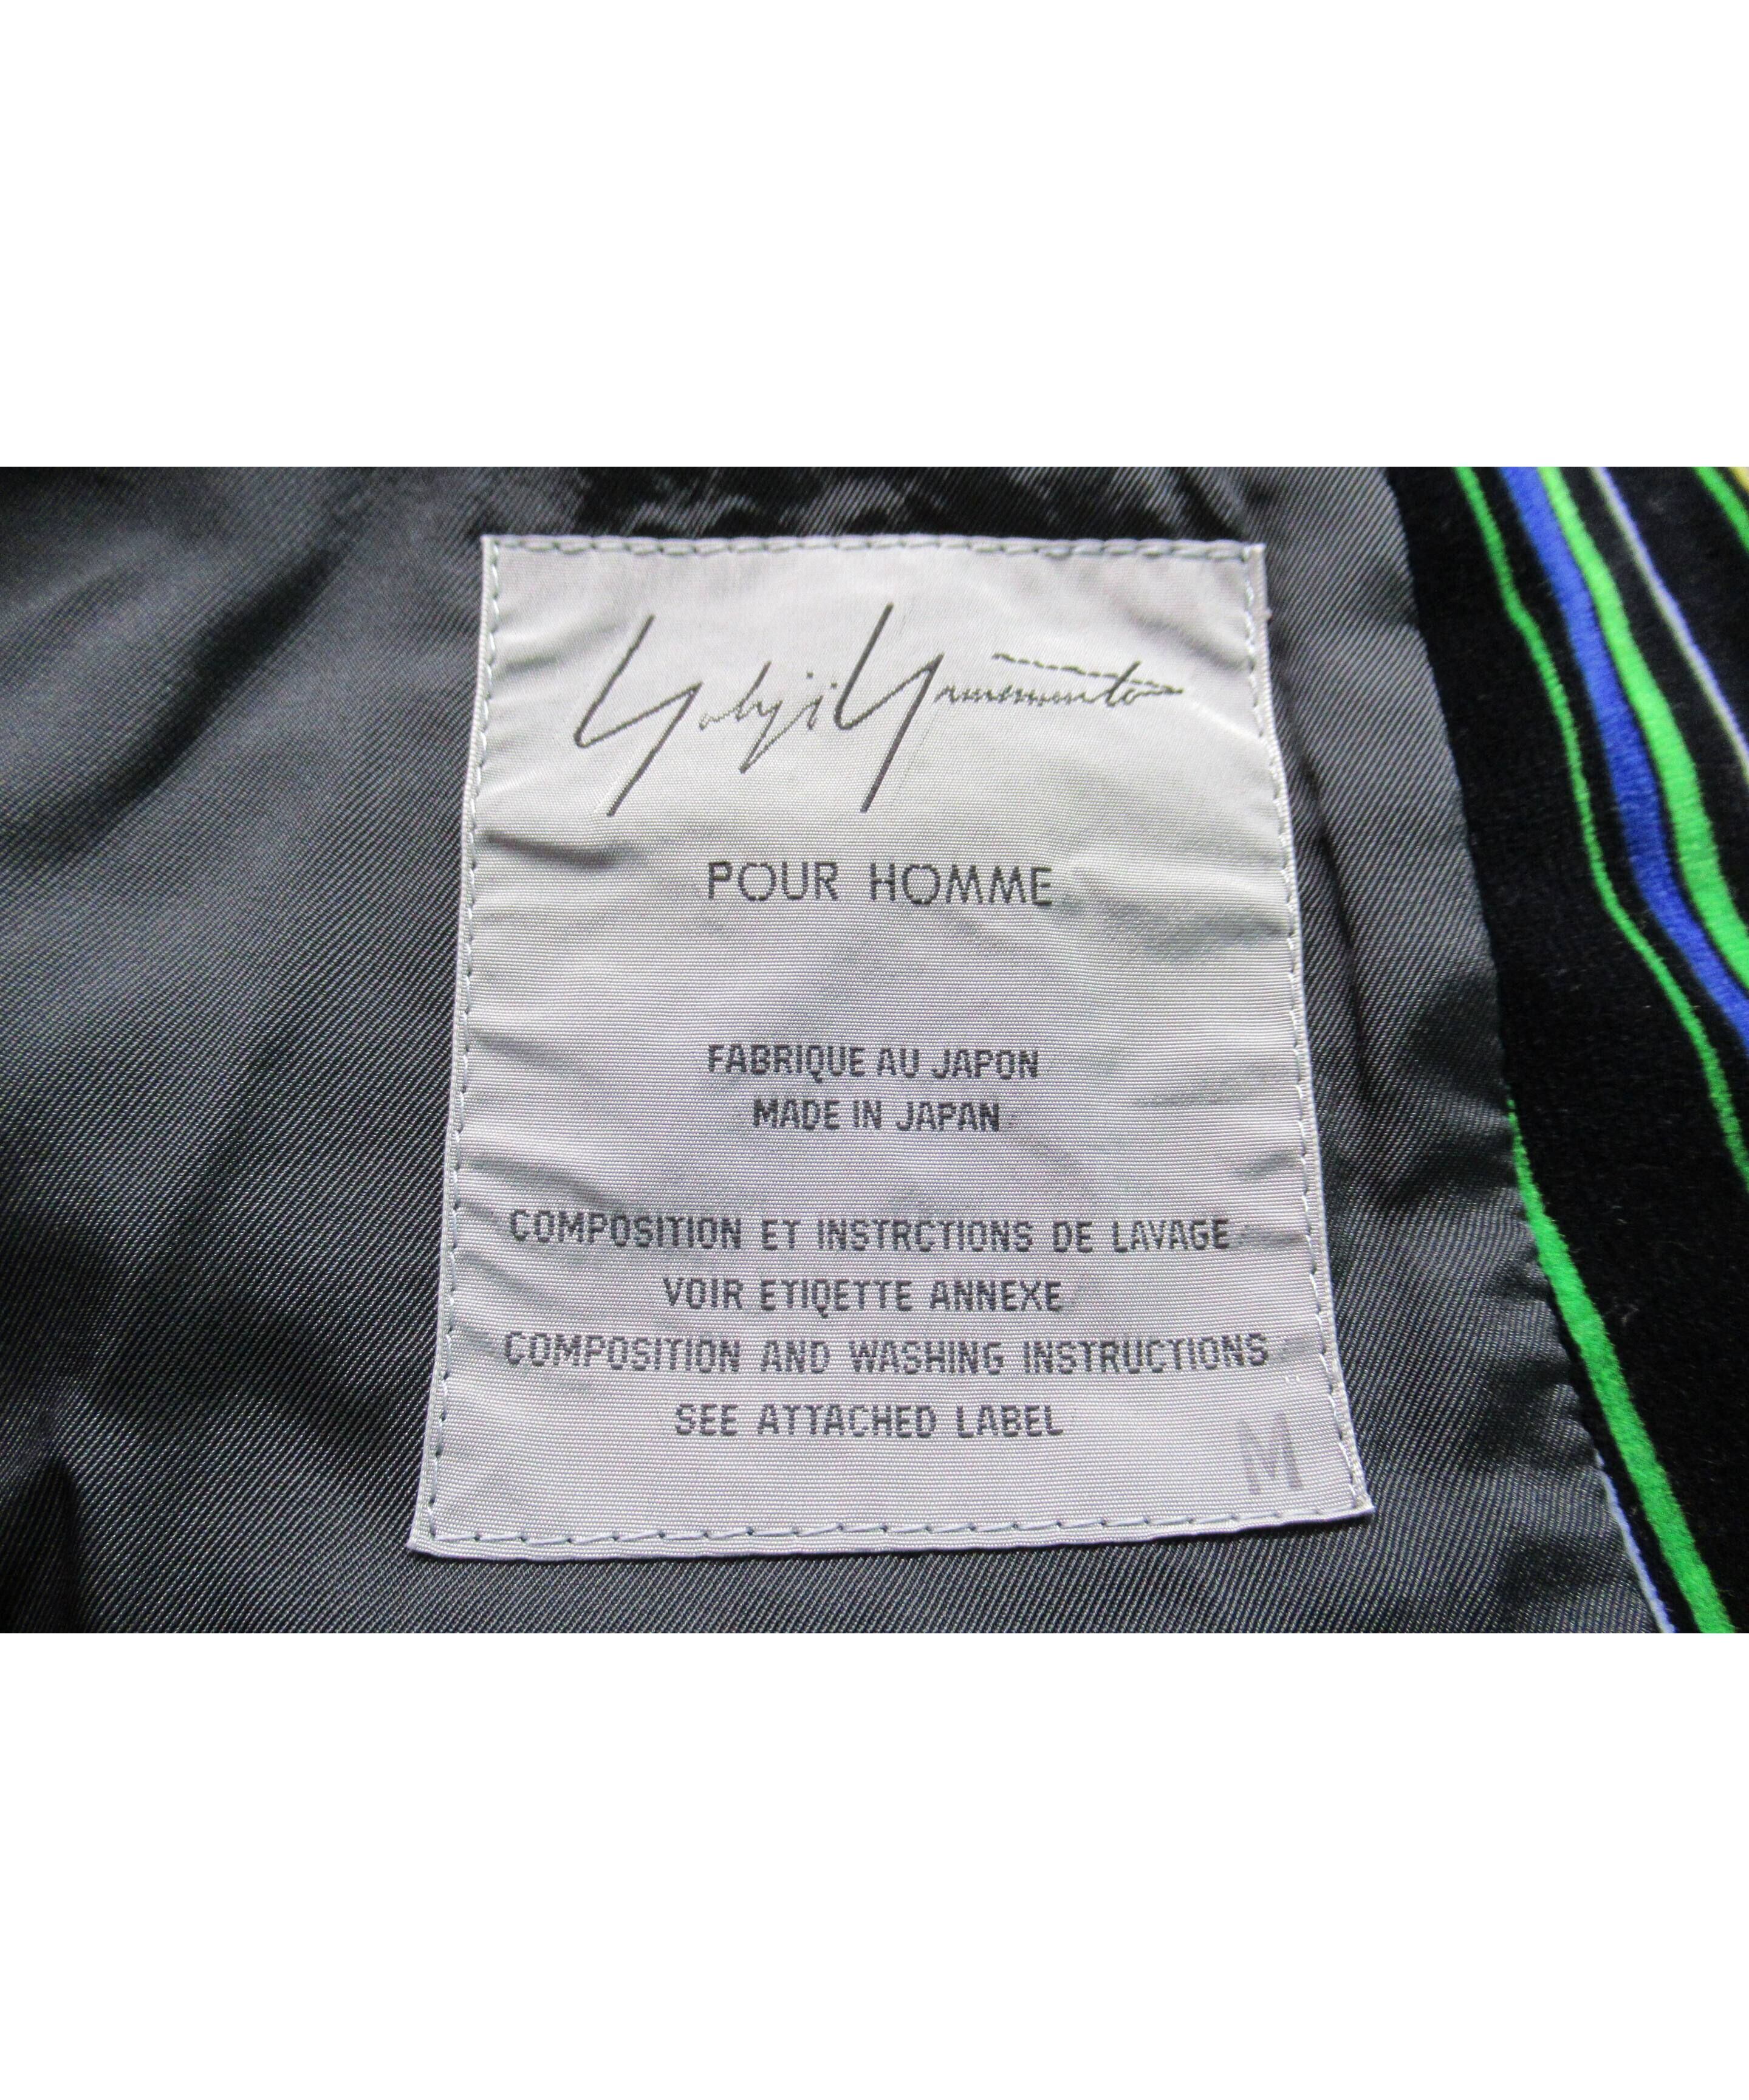 Yohji Yamamoto
POUR HOMME
FABRIQUE AU JAPON
MADE IN JAPAN
COMPOSITION ET INSTRCTIONS DE LAVAGE
VOIR ETIQETTE ANNEXE
COMPOSITION AND WASHING INSTRUCTIONS
SEE ATTACHED LABEL
M